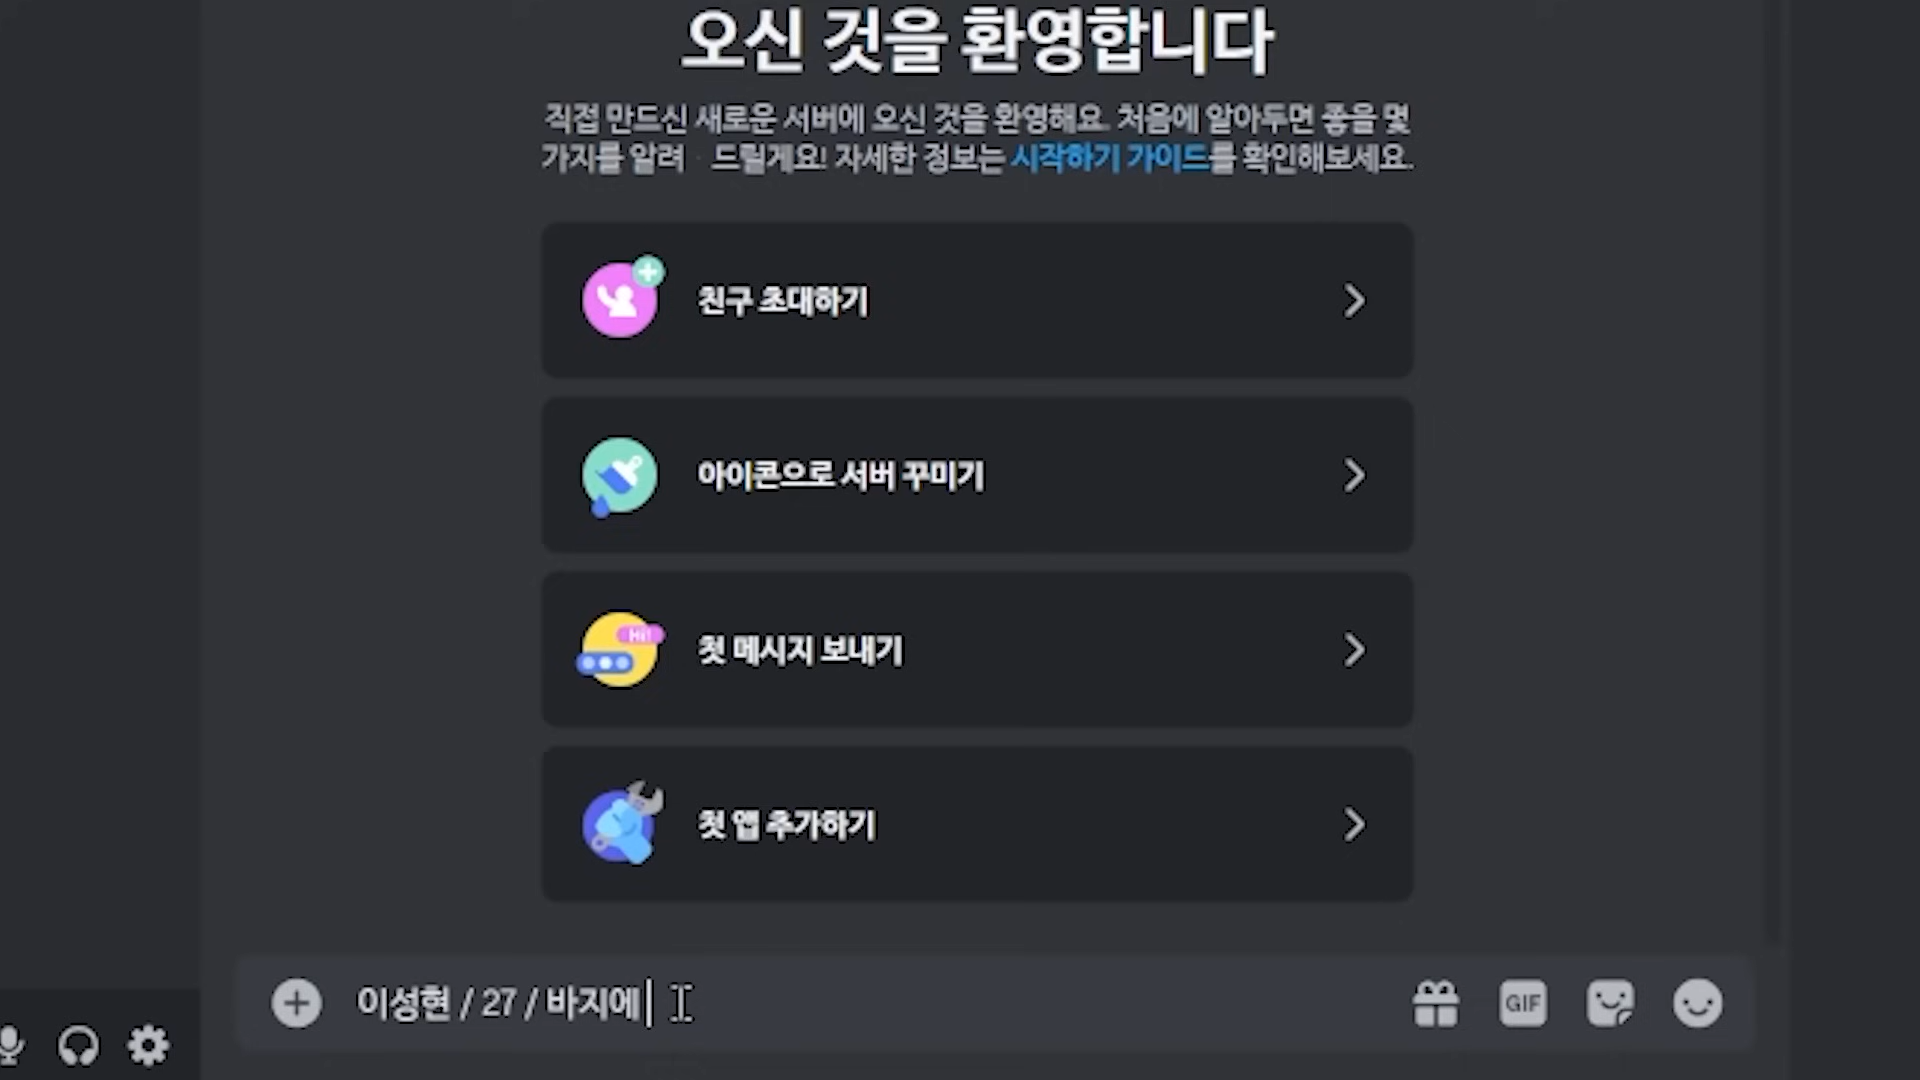 오신 것을 환영합니다
직접 만드신 새로운 서버에 오신 것을 환영해요. 처음에 알아두면 좋을 몇
가지를 알려 드릴게요! 자세한 정보는 시작하기 가이드를 확인해보세요.
친구 초대하기
아이콘으로 서버 꾸미기
Hi!
첫 메시지 보내기
첫 앱 추가하기
이성현 / 27 / 바지에
GIF